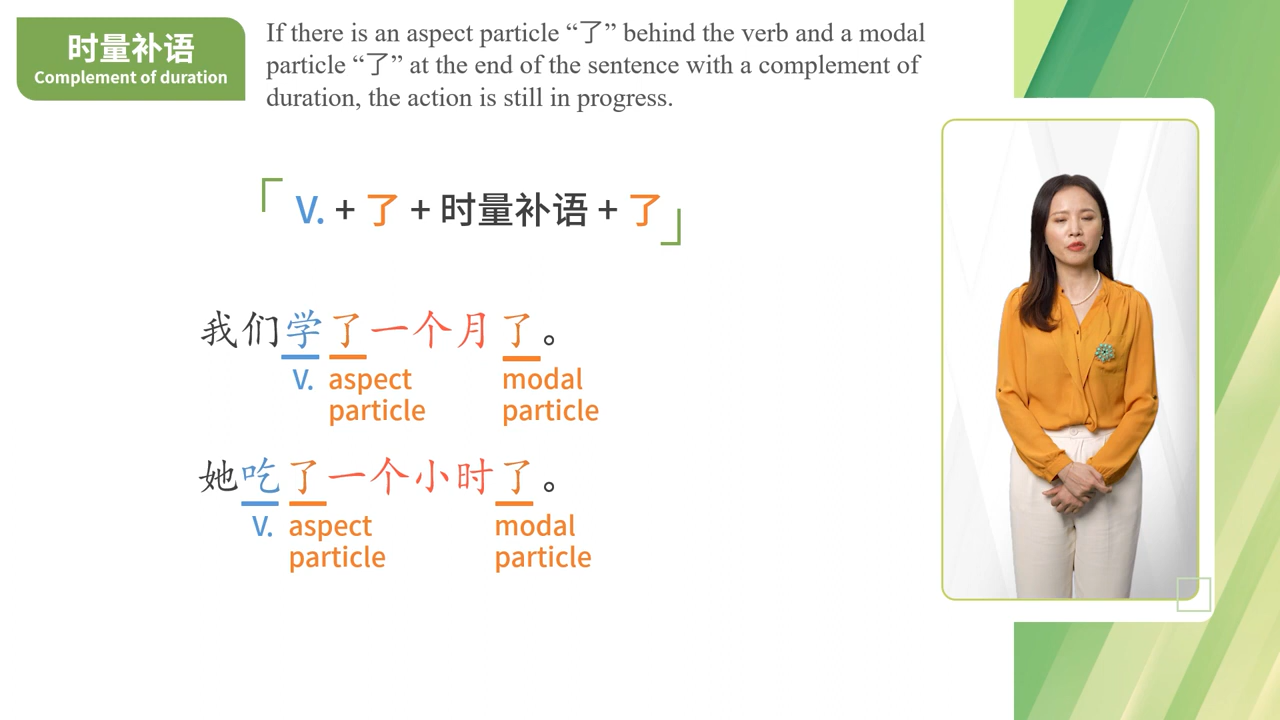 时量补语
Complement of duration
If there is an aspect particle “了” behind the verb and a modal
particle “了” at the end of the sentence with a complement of
duration, the action is still in progress.
「V. + 了 + 时量补语 + 了」
我们学了一个月了。
V. aspect particle modal particle
她吃了一个小时了。
V. aspect particle modal particle